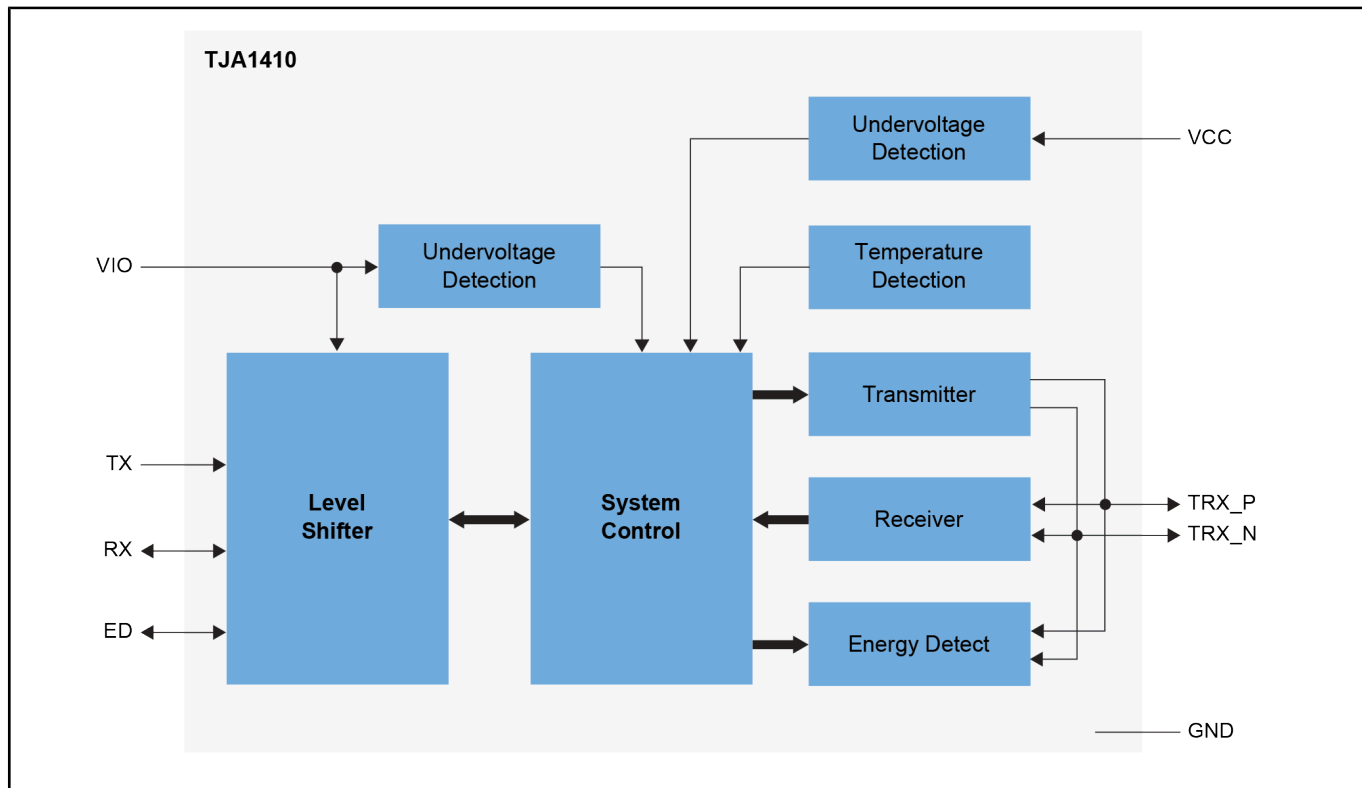 TJA1410
Undervoltage
Detection
VCC
VIO
Undervoltage
Detection
Temperature
Detection
Transmitter
TX
Level
Shifter
System
Control
Receiver
TRX_P
TRX_N
RX
ED
Energy Detect
GND